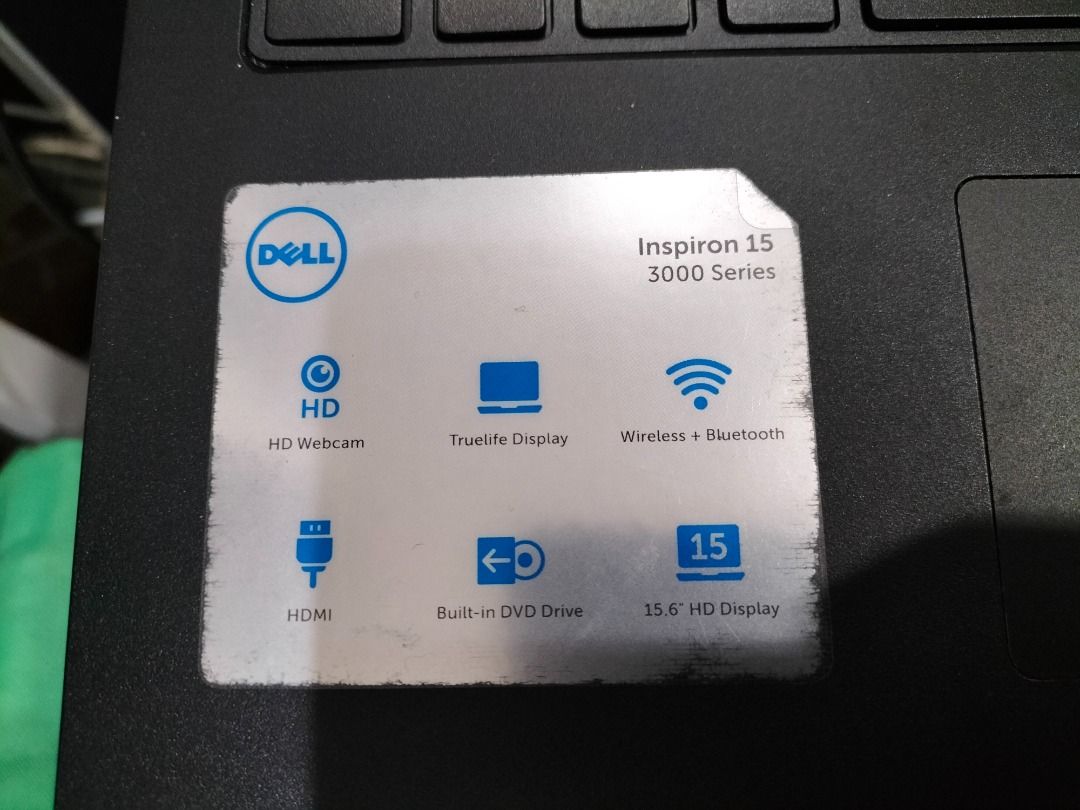 DELL
Inspiron 15
3000 Series
HD
HD Webcam
Truelife Display
Wireless + Bluetooth
HDMI
Built-in DVD Drive
15
15.6" HD Display